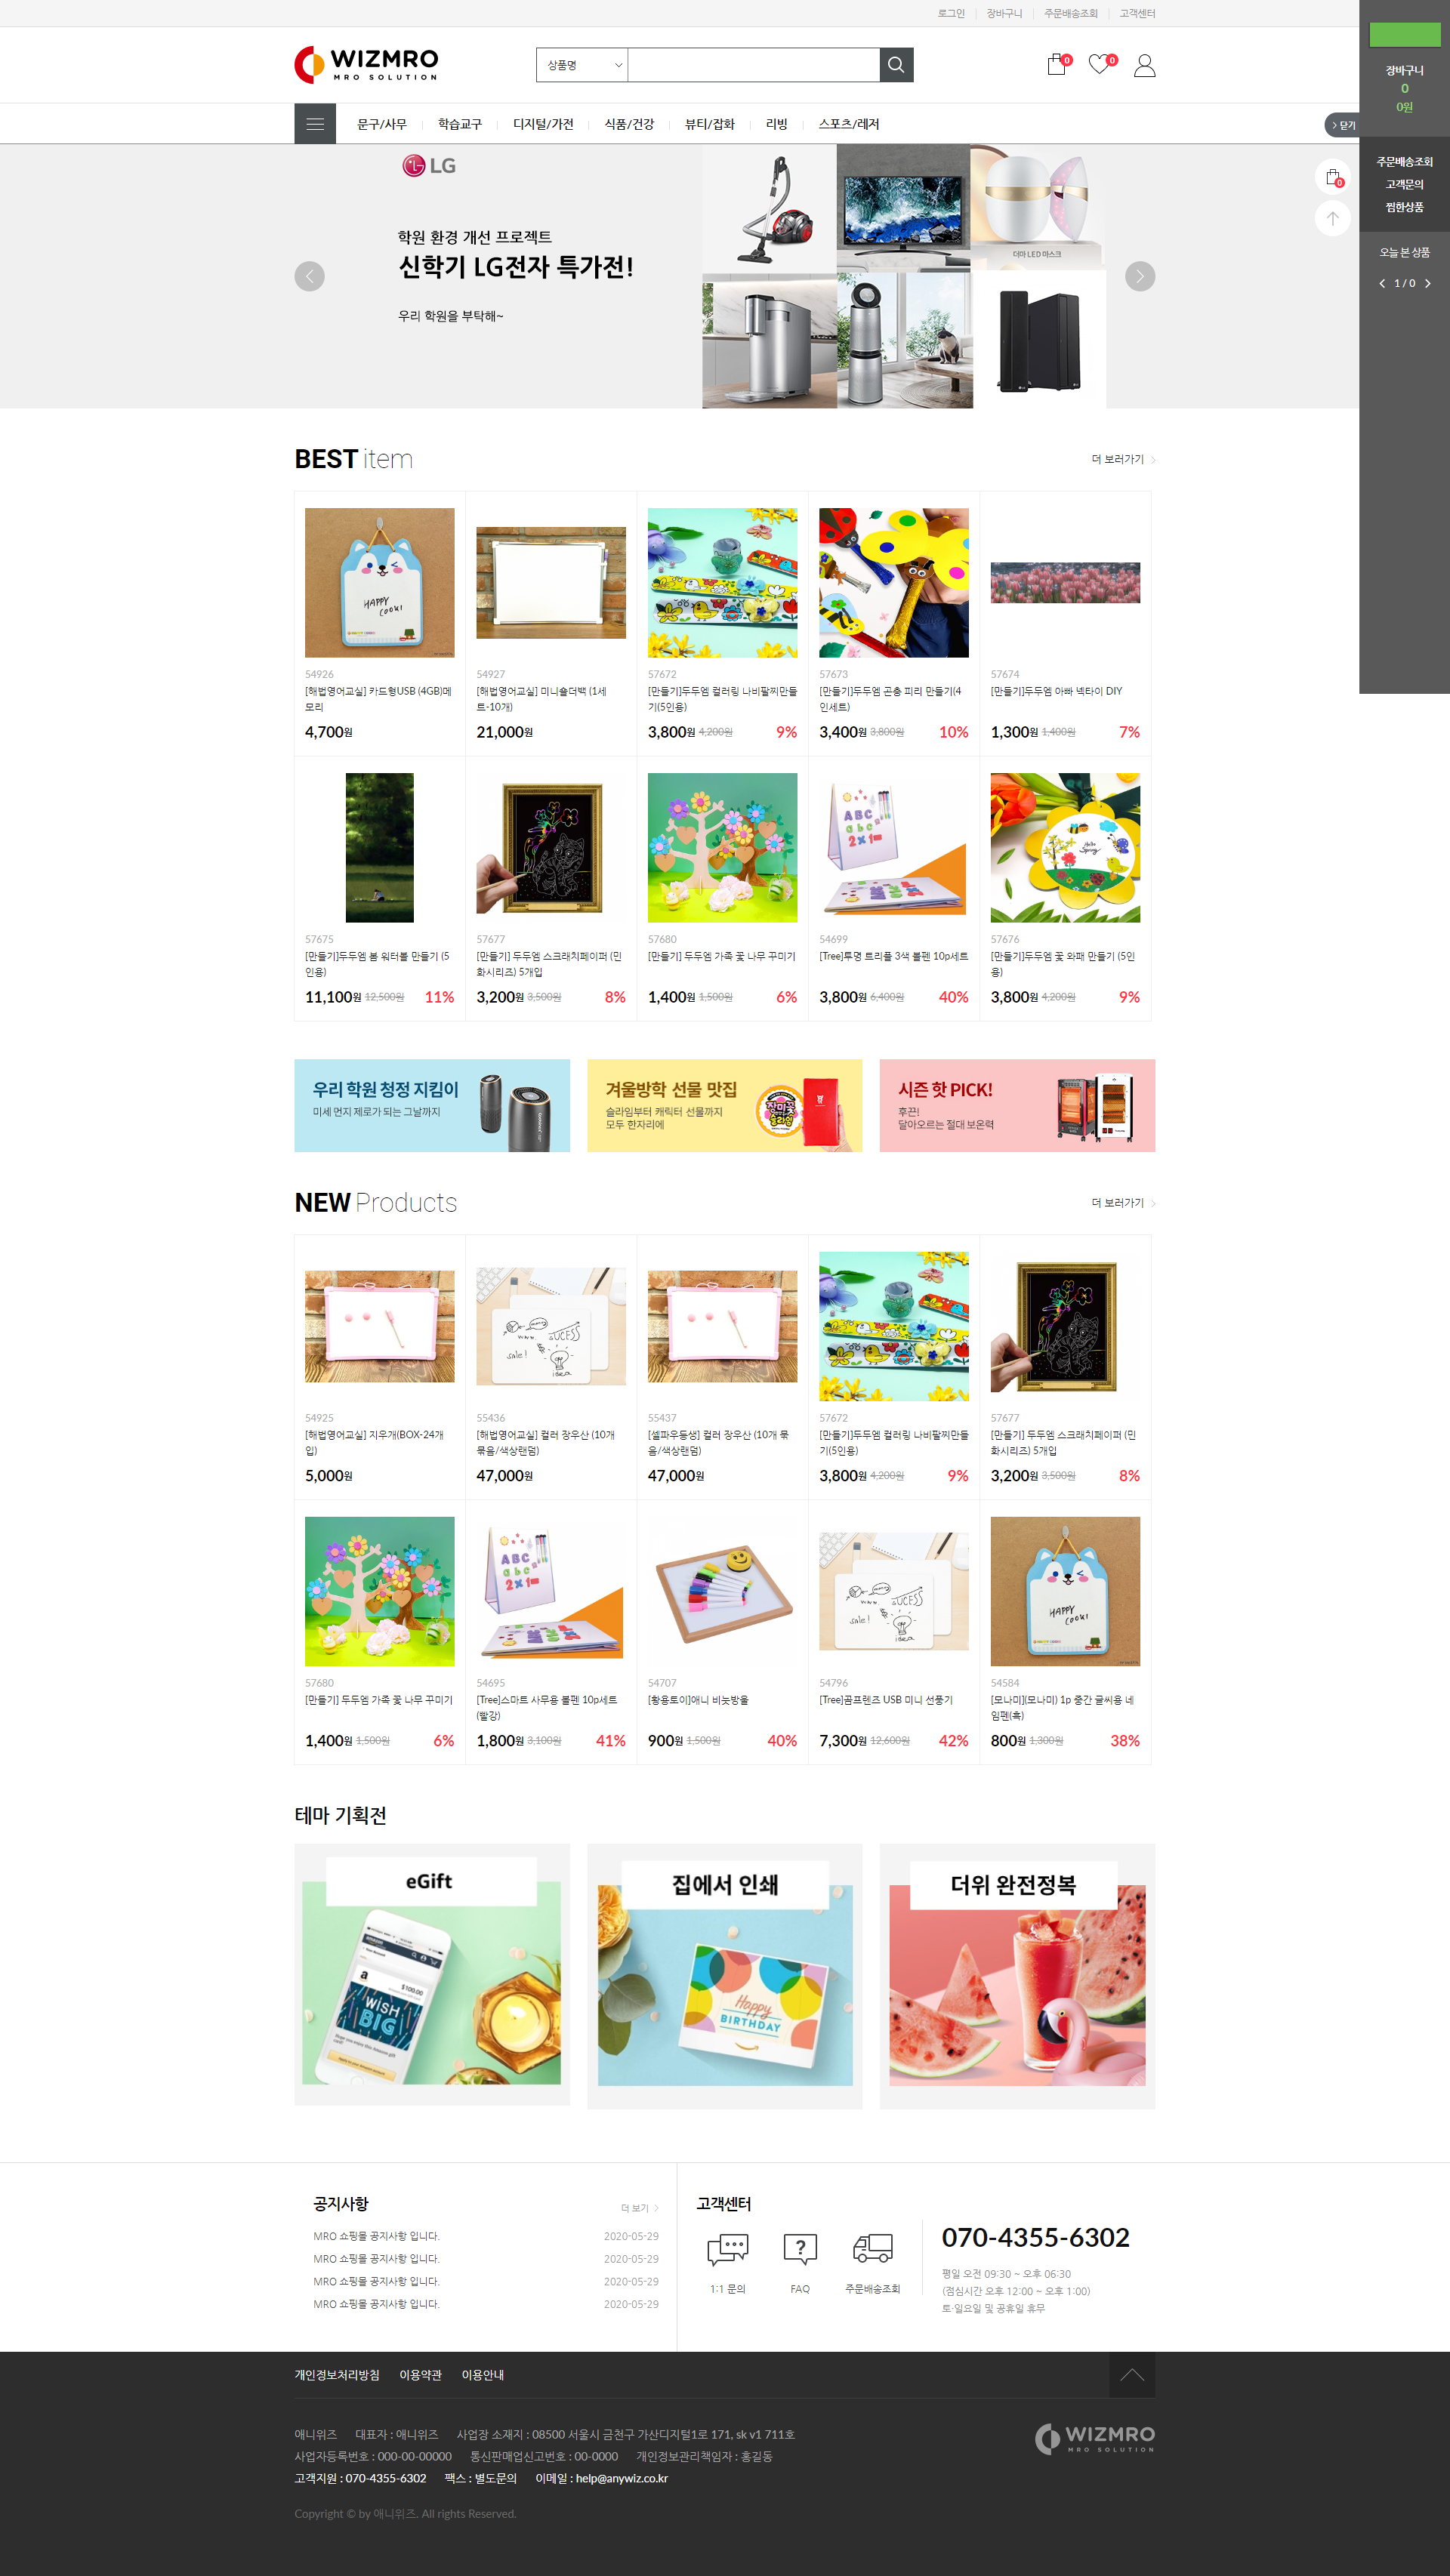 로그인 장바구니 주문배송조회 고객센터
WIZMRO
MRO SOLUTION
상품명
0
0
장바구니
0
0원
문구/사무 학습교구 디지털/가전 식품/건강 뷰티/잡화 리빙 스포츠/레저
닫기
주문배송조회
고객문의
찜한상품
0
오늘 본 상품
1 / 0
LG
학원 환경 개선 프로젝트
신학기 LG전자 특가전!
우리 학원을 부탁해~
더마 LED 마스크
BEST item
더 보러가기
HAPPY
COOKI
54926
[해법영어교실] 카드형USB (4GB)메
모리
4,700원
54927
[해법영어교실] 미니숄더백 (1세
트-10개)
21,000원
57672
[만들기]두두엠 컬러링 나비팔찌만들
기(5인용)
3,800원 4,200원 9%
57673
[만들기]두두엠 곤충 피리 만들기(4
인세트)
3,400원 3,800원 10%
57674
[만들기]두두엠 아빠 넥타이 DIY
1,300원 1,400원 7%
ABC
abc
2×1
Hello
Spring
57675
[만들기]두두엠 봄 워터볼 만들기 (5
인용)
11,100원 12,500원 11%
57677
[만들기] 두두엠 스크래치페이퍼 (민
화시리즈) 5개입
3,200원 3,500원 8%
57680
[만들기] 두두엠 가족 꽃 나무 꾸미기
1,400원 1,500원 6%
54699
[Tree]투명 트리플 3색 볼펜 10p세트
3,800원 6,400원 40%
57676
[만들기]두두엠 꽃 와패 만들기 (5인
용)
3,800원 4,200원 9%
우리 학원 청정 지킴이
미세 먼지 제로가 되는 그날까지
겨울방학 선물 맛집
슬라임부터 캐릭터 선물까지
모두 한자리에
시즌 핫 PICK!
후끈!
달아오르는 절대 보온력
NEW Products
더 보러가기
SUCESS
sale!
idea
54925
[해법영어교실] 지우개(BOX-24개
입)
5,000원
55436
[해법영어교실] 컬러 장우산 (10개
묶음/색상랜덤)
47,000원
55437
[셀파우등생] 컬러 장우산 (10개 묶
음/색상랜덤)
47,000원
57672
[만들기]두두엠 컬러링 나비팔찌만들
기(5인용)
3,800원 4,200원 9%
57677
[만들기] 두두엠 스크래치페이퍼 (민
화시리즈) 5개입
3,200원 3,500원 8%
ABC
abc
2×1
SUCESS
sale!
idea
HAPPY
COOKI
57680
[만들기] 두두엠 가족 꽃 나무 꾸미기
1,400원 1,500원 6%
54695
[Tree]스마트 사무용 볼펜 10p세트
(빨강)
1,800원 3,100원 41%
54707
[황용토이]애니 비눗방울
900원 1,500원 40%
54796
[Tree]곰프렌즈 USB 미니 선풍기
7,300원 12,600원 42%
54584
[모나미](모나미) 1p 중간 글씨용 네
임펜(흑)
800원 1,300원 38%
테마 기획전
eGift
amazon
$100.00
WISH
BIG
집에서 인쇄
Happy
BIRTHDAY
더위 완전정복
공지사항
더 보기
MRO 쇼핑몰 공지사항 입니다. 2020-05-29
MRO 쇼핑몰 공지사항 입니다. 2020-05-29
MRO 쇼핑몰 공지사항 입니다. 2020-05-29
MRO 쇼핑몰 공지사항 입니다. 2020-05-29
고객센터
1:1 문의
FAQ
주문배송조회
070-4355-6302
평일 오전 09:30 ~ 오후 06:30
(점심시간 오후 12:00 ~ 오후 1:00)
토·일요일 및 공휴일 휴무
개인정보처리방침 이용약관 이용안내
애니위즈 대표자 : 애니위즈 사업장 소재지 : 08500 서울시 금천구 가산디지털1로 171, sk v1 711호
사업자등록번호 : 000-00-00000 통신판매업신고번호 : 00-0000 개인정보관리책임자 : 홍길동
고객지원 : 070-4355-6302 팩스 : 별도문의 이메일 : help@anywiz.co.kr
WIZMRO
MRO SOLUTION
Copyright © by 애니위즈. All rights Reserved.